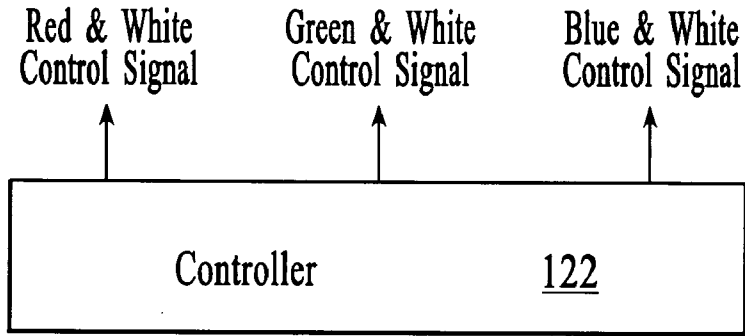 Red & White
Control Signal
Green & White
Control Signal
Blue & White
Control Signal
Controller 122